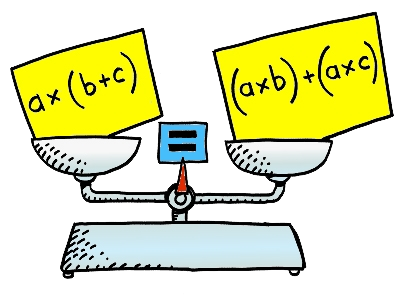 a×(b+c)
=
(a×b)+(a×c)